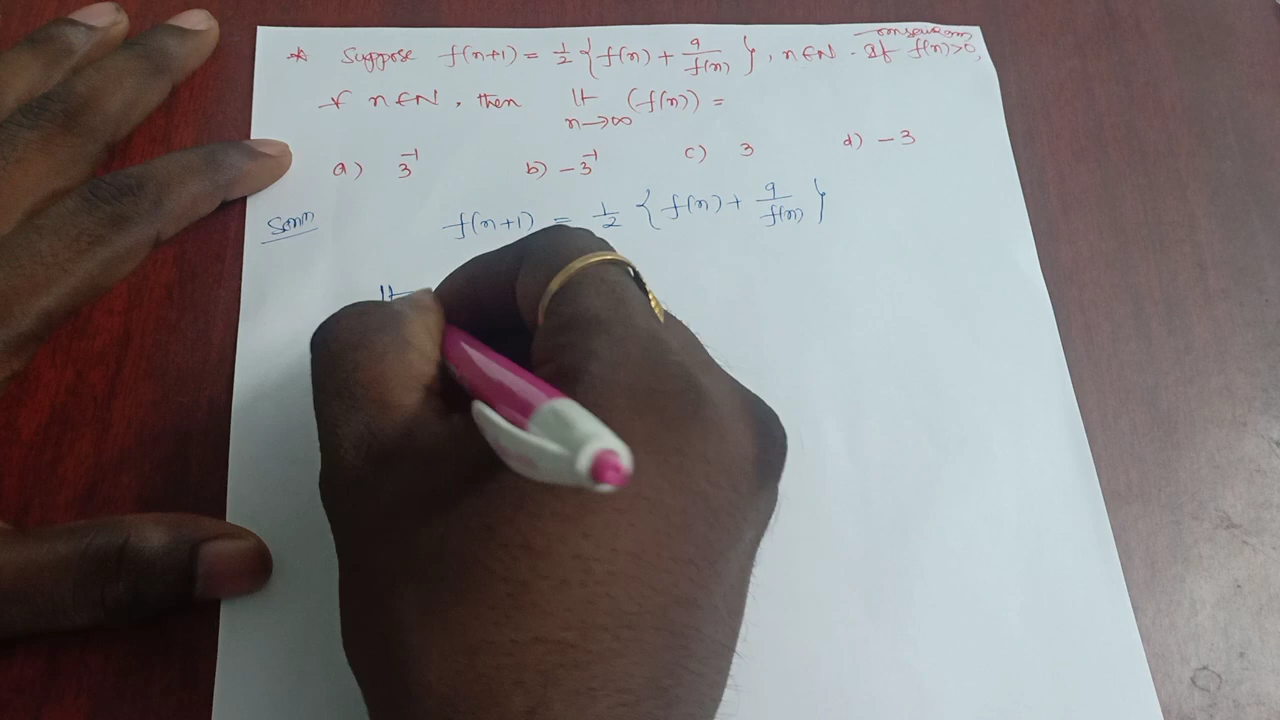 * Suppose f(n+1) = 1/2 { f(n) + 9/f(n) }, n∈N. If f(n)>0,
∀ n∈N, then lt n→∞ (f(n)) =
a) 3⁻¹ b) -3⁻¹ c) 3 d) -3
f(n+1) = 1/2 { f(n) + 9/f(n) }
lt